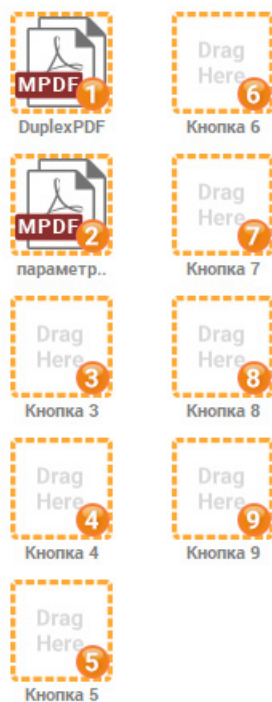 MPDF
1
DuplexPDF
Drag
Here
6
Кнопка 6
MPDF
2
параметр..
Drag
Here
7
Кнопка 7
Drag
Here
3
Кнопка 3
Drag
Here
8
Кнопка 8
Drag
Here
4
Кнопка 4
Drag
Here
9
Кнопка 9
Drag
Here
5
Кнопка 5